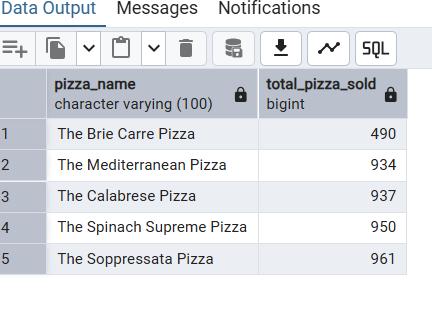 Data Output Messages Notifications
SQL
pizza_name total_pizza_sold
character varying (100) bigint
1 The Brie Carre Pizza 490
2 The Mediterranean Pizza 934
3 The Calabrese Pizza 937
4 The Spinach Supreme Pizza 950
5 The Soppressata Pizza 961